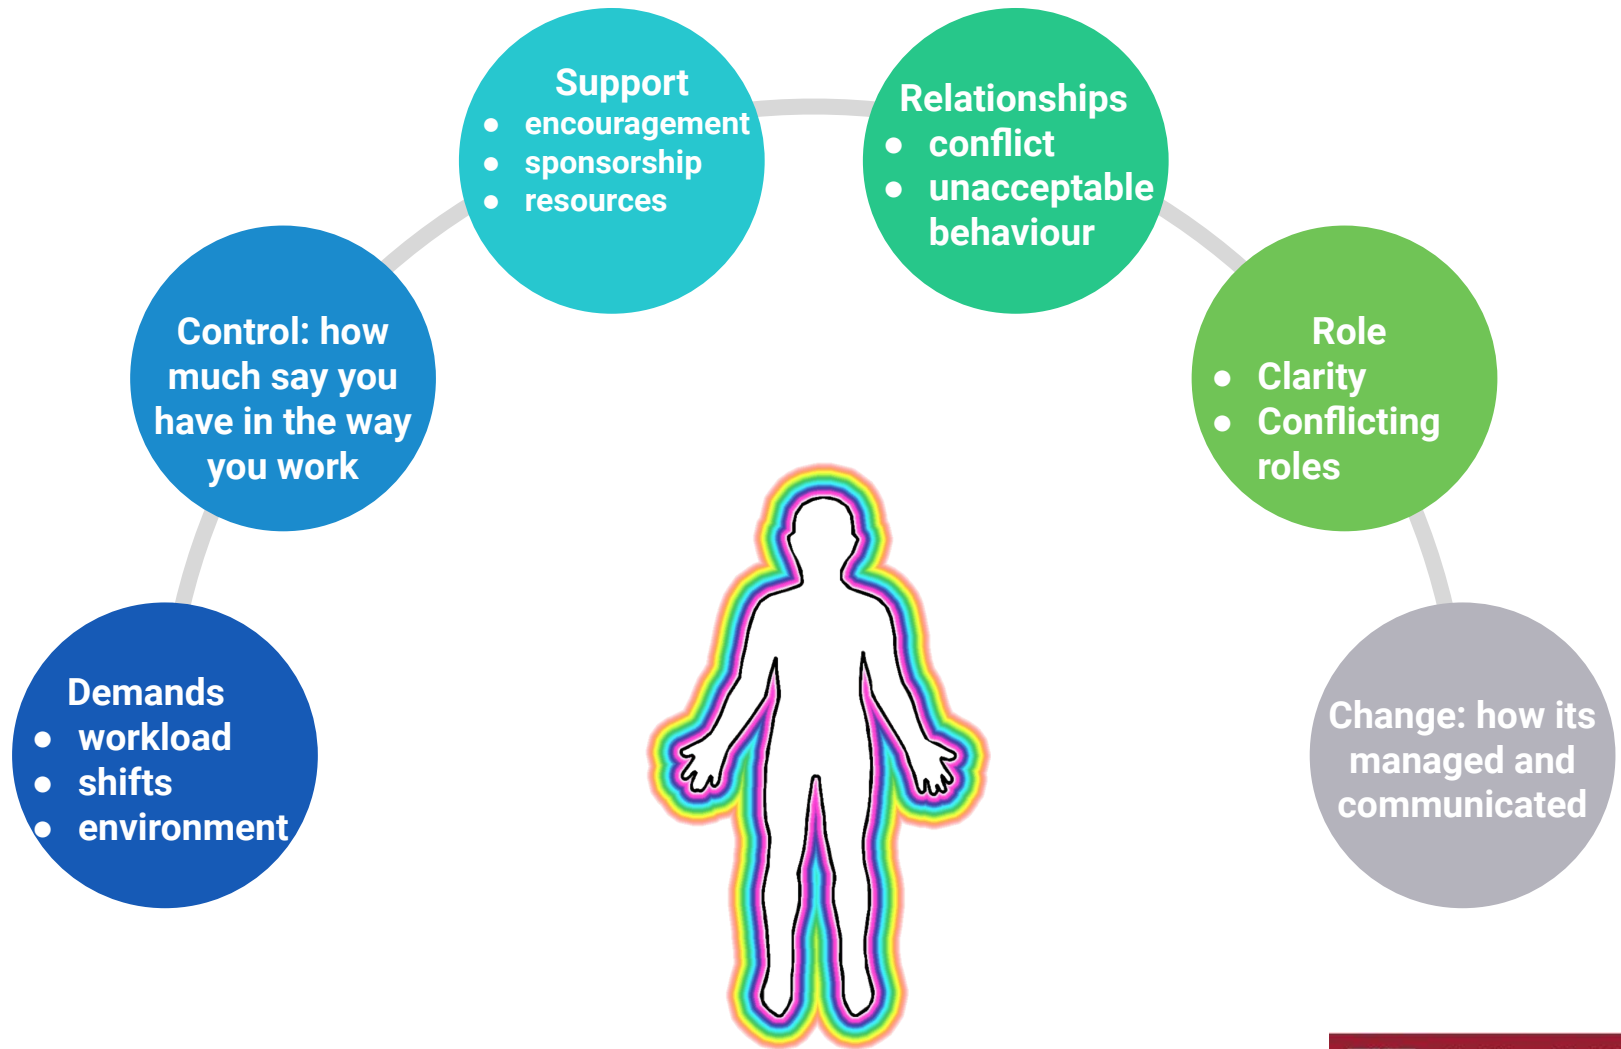 Demands
● workload
● shifts
● environment
Control: how
much say you
have in the way
you work
Support
● encouragement
● sponsorship
● resources
Relationships
● conflict
● unacceptable
behaviour
Role
● Clarity
● Conflicting
roles
Change: how its
managed and
communicated